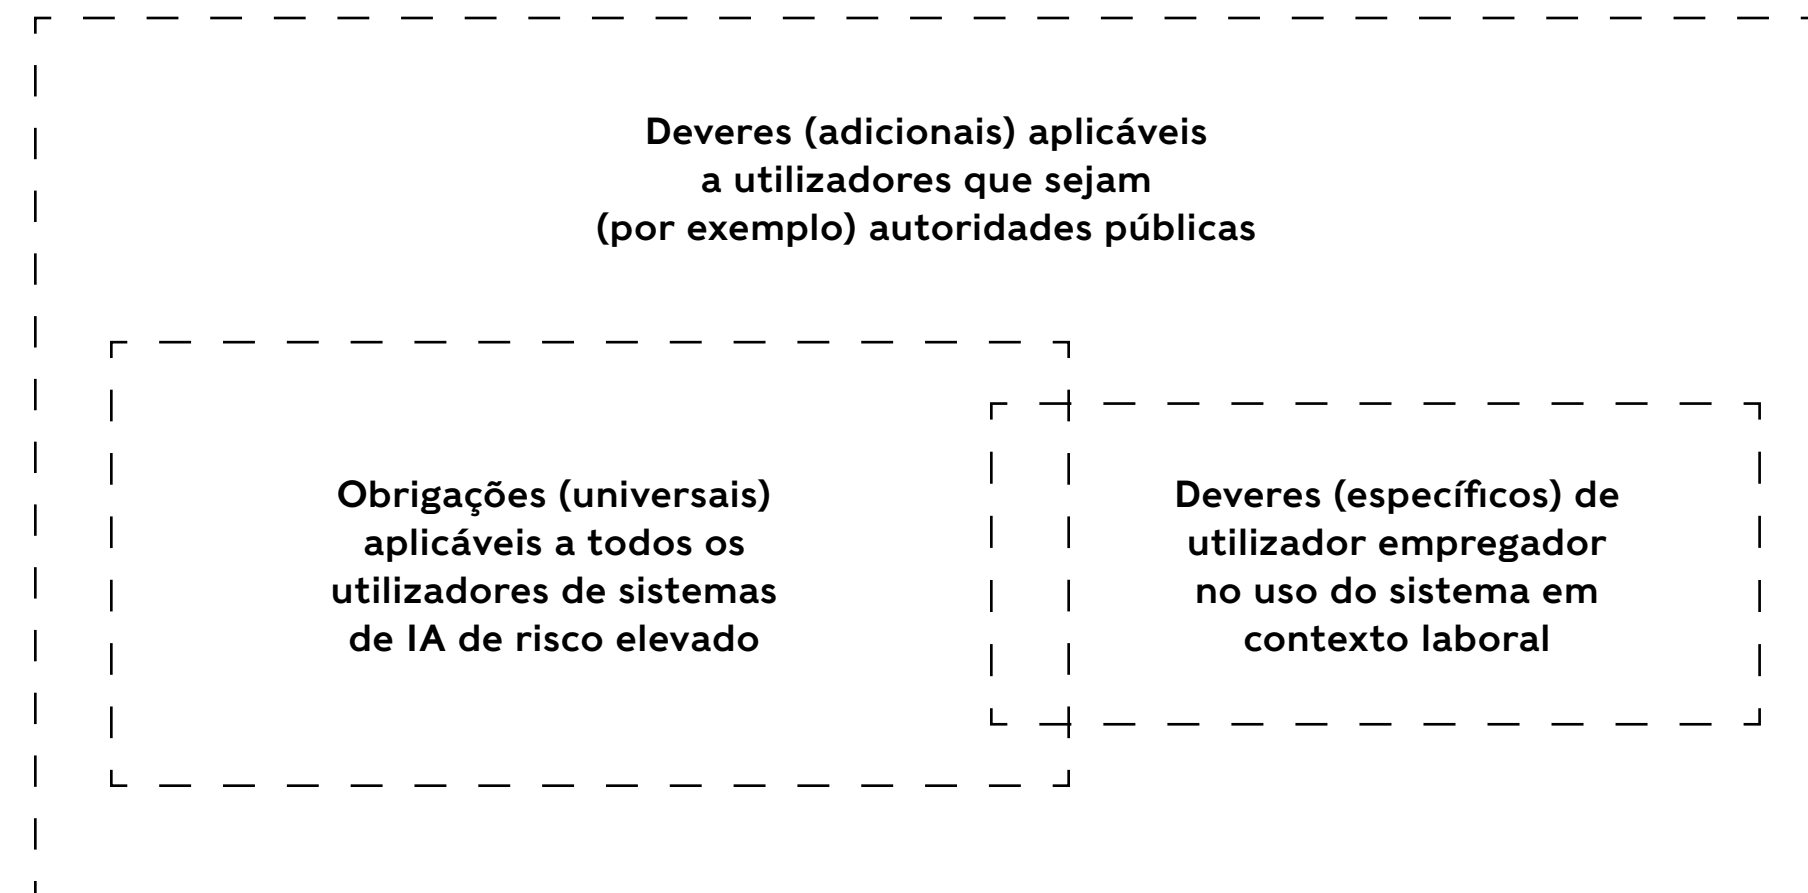 Deveres (adicionais) aplicáveis
a utilizadores que sejam
(por exemplo) autoridades públicas
Obrigações (universais)
aplicáveis a todos os
utilizadores de sistemas
de IA de risco elevado
Deveres (específicos) de
utilizador empregador
no uso do sistema em
contexto laboral